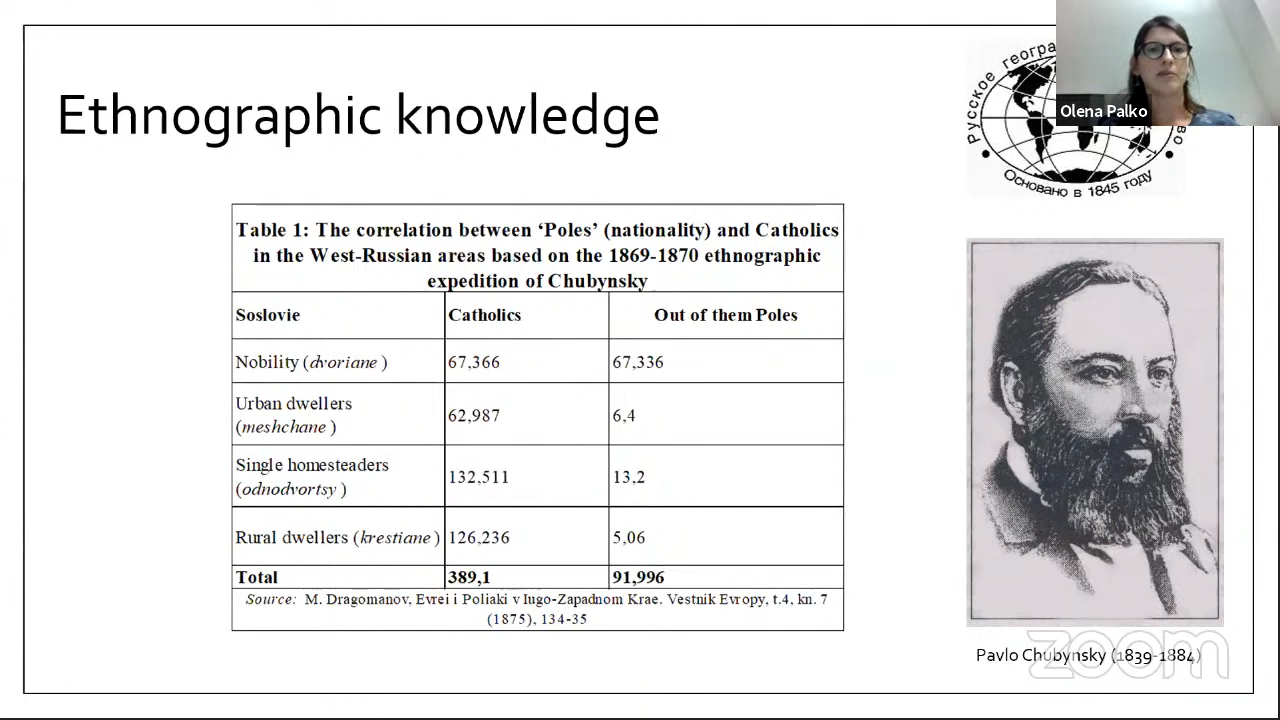 Ethnographic knowledge
Русское геогра
во
Основано в 1845 году
Olena Palko
Table 1: The correlation between ‘Poles’ (nationality) and Catholics
in the West-Russian areas based on the 1869-1870 ethnographic
expedition of Chubynsky
Soslovie Catholics Out of them Poles
Nobility (dvoriane ) 67,366 67,336
Urban dwellers
(meshchane ) 62,987 6,4
Single homesteaders
(odnodvortsy ) 132,511 13,2
Rural dwellers (krestiane ) 126,236 5,06
Total 389,1 91,996
Source: M. Dragomanov, Evrei i Poliaki v Iugo-Zapadnom Krae. Vestnik Evropy, t.4, kn. 7
(1875), 134-35
Pavlo Chubynsky (1839-1884)
zoom